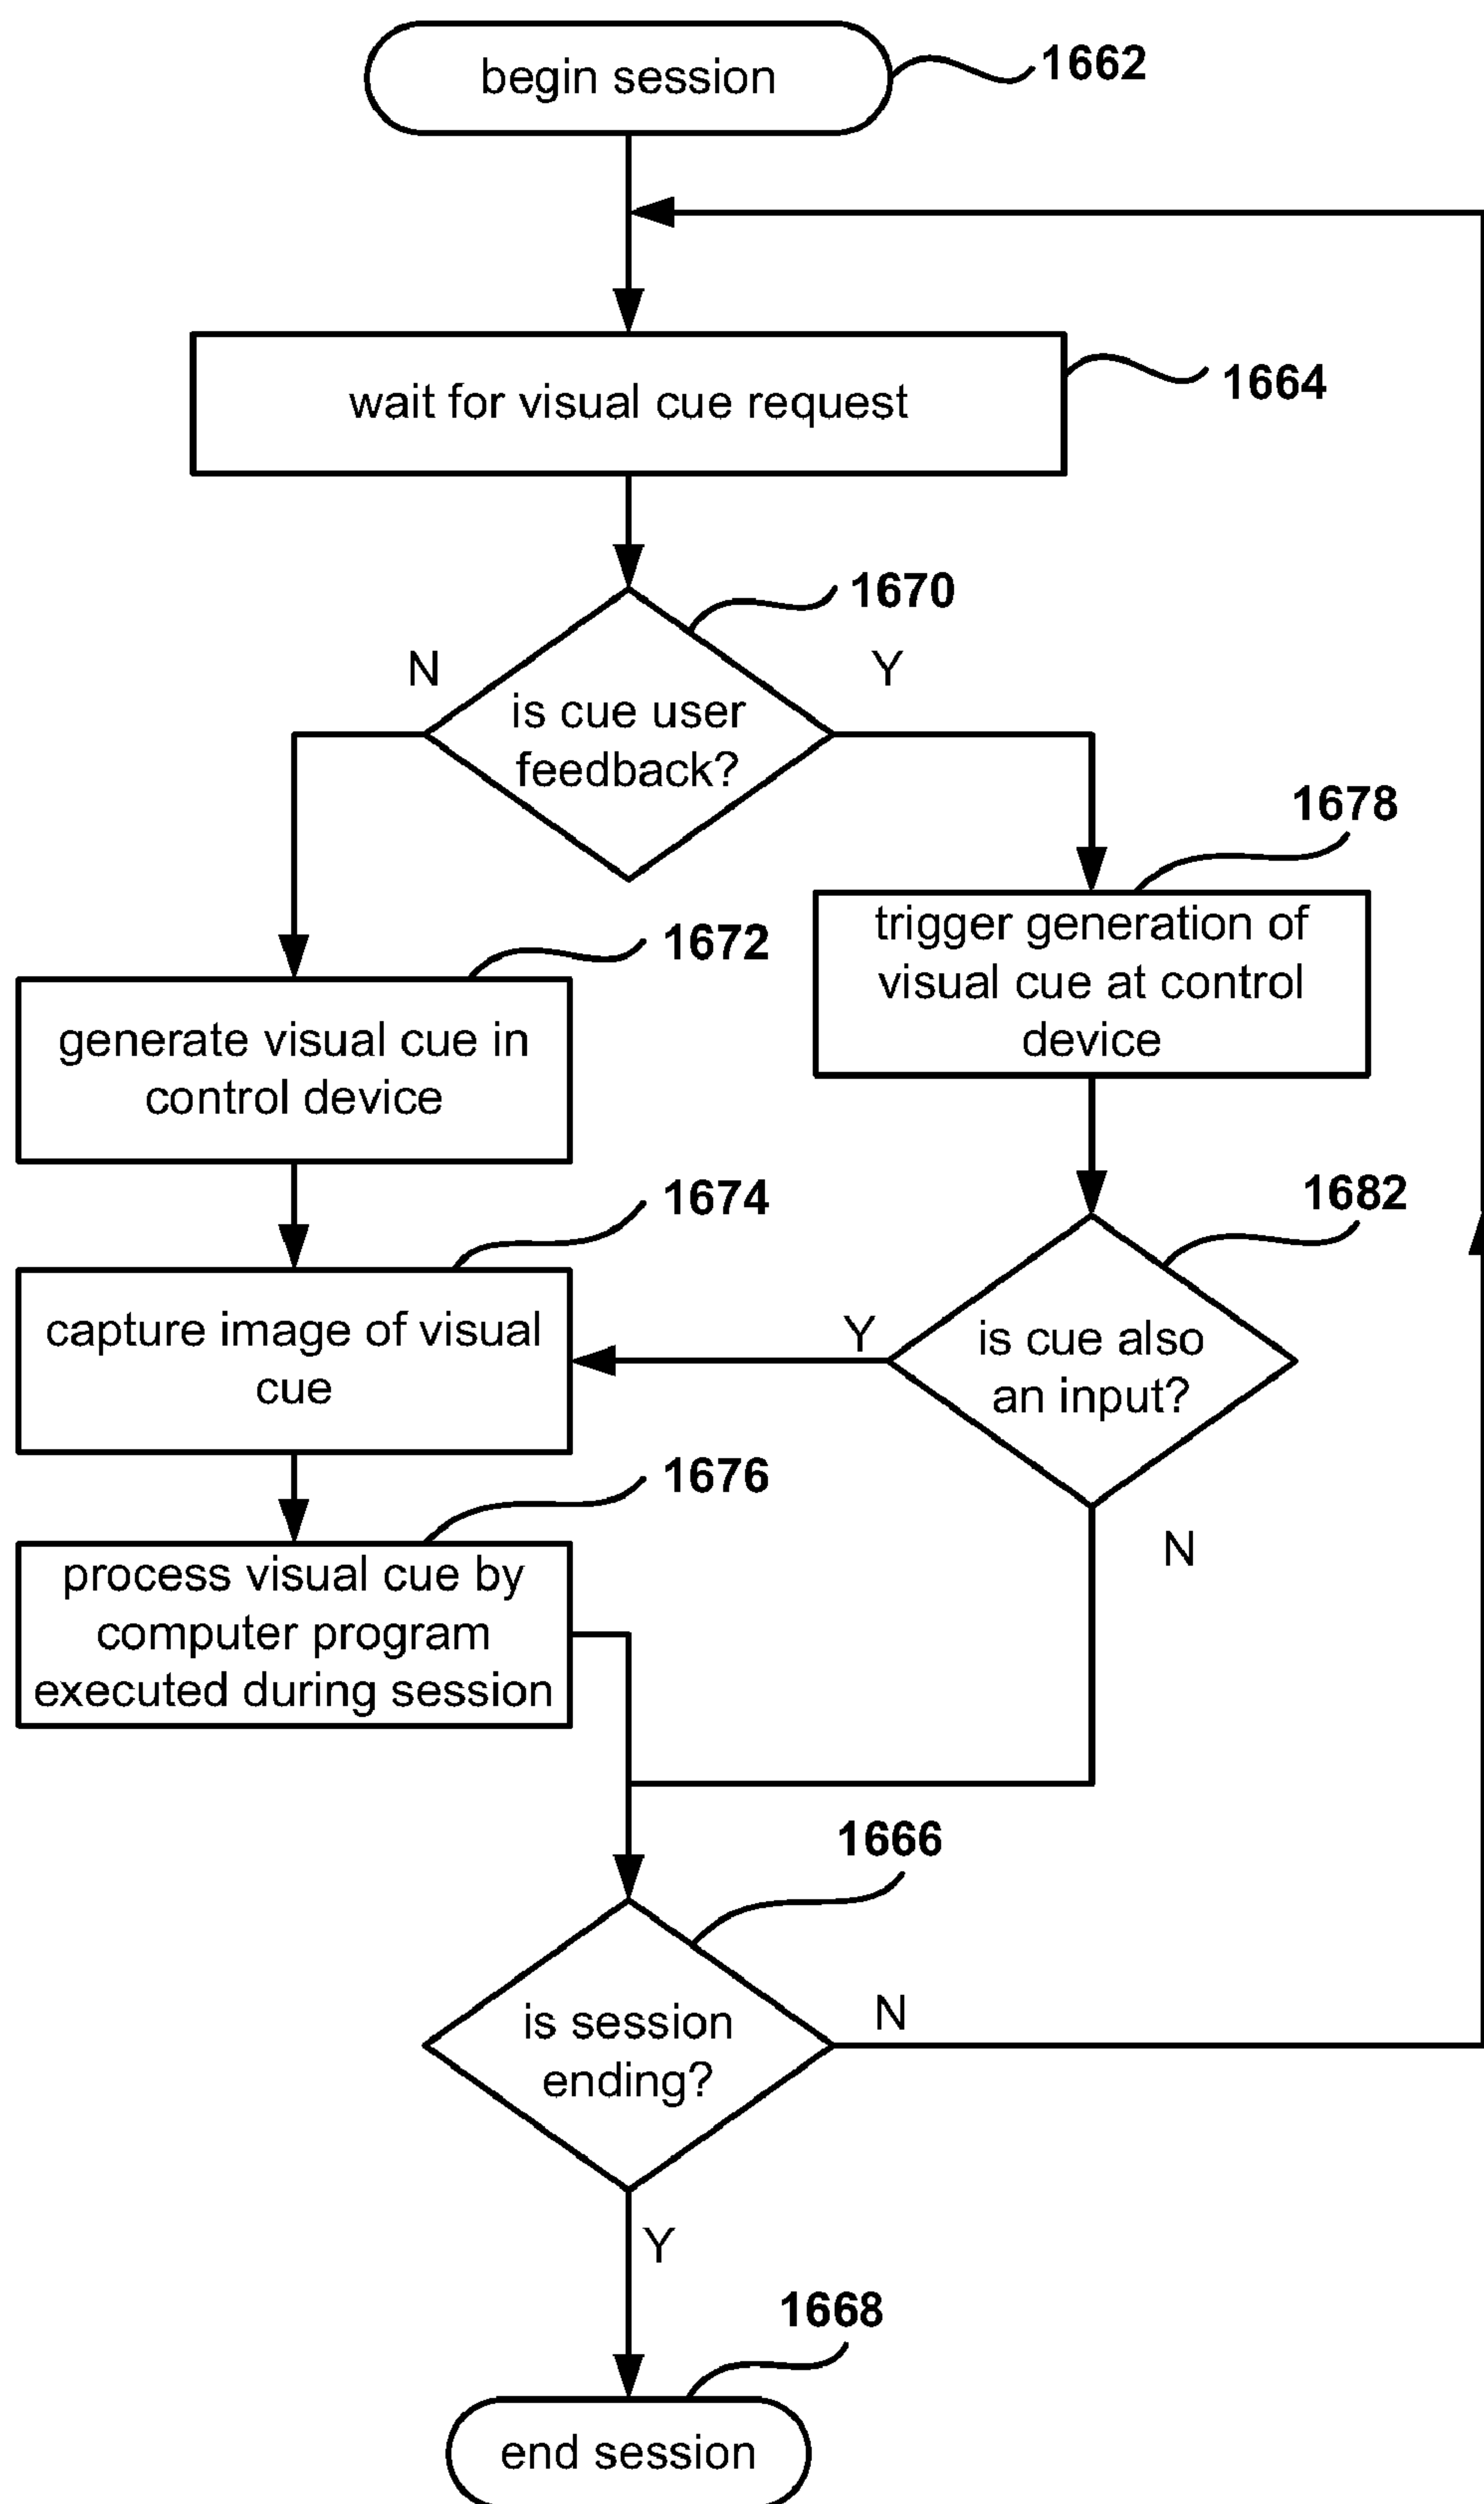 begin session
1662
wait for visual cue request
1664
1670
N
Y
is cue user
feedback?
1678
trigger generation of
visual cue at control
device
1672
generate visual cue in
control device
1674
1682
capture image of visual
cue
Y
is cue also
an input?
1676
N
process visual cue by
computer program
executed during session
1666
is session
ending?
N
Y
1668
end session